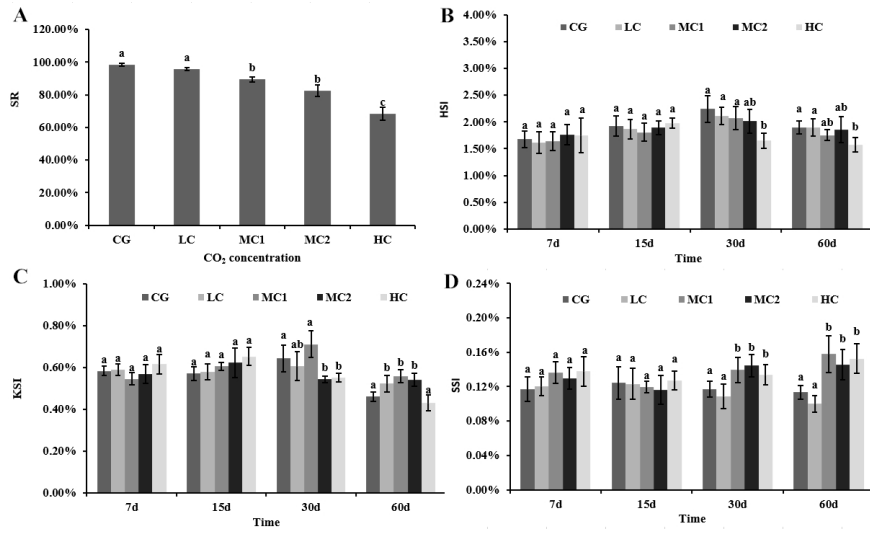 A
120.00%
100.00%
80.00%
60.00%
40.00%
20.00%
0.00%
SR
a a b b c
CG LC MC1 MC2 HC
CO₂ concentration
B
CG LC MC1 MC2 HC
4.00%
3.50%
3.00%
2.50%
2.00%
1.50%
1.00%
0.50%
0.00%
HSI
a a a a a a a a a a a a a ab b a a ab ab b
7d 15d 30d 60d
Time
C
CG LC MC1 MC2 HC
1.00%
0.80%
0.60%
0.40%
0.20%
0.00%
KSI
a a a a a a a a a a a ab a b b a b b b a
7d 15d 30d 60d
Time
D
CG LC MC1 MC2 HC
0.24%
0.20%
0.16%
0.12%
0.08%
0.04%
0.00%
SSI
a a a a a a a a a a a a b b b a a b b b
7d 15d 30d 60d
Time